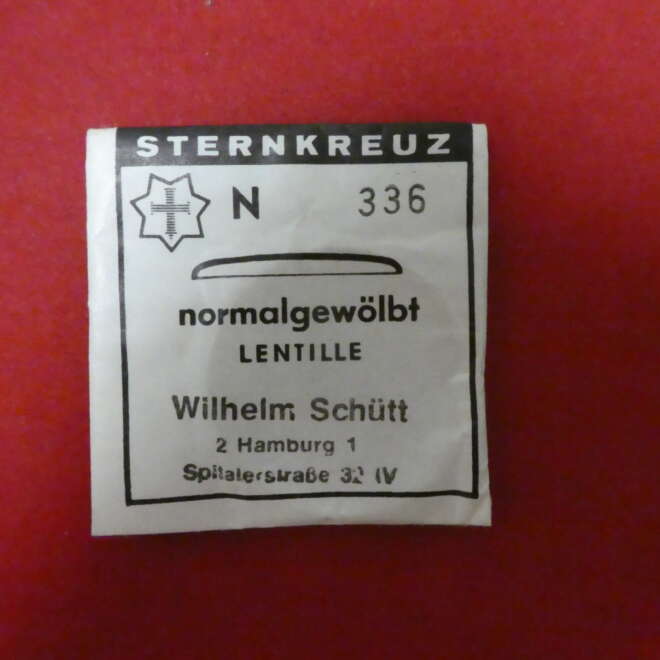 STERNKREUZ
N 336
normalgewölbt
LENTILLE
Wilhelm Schütt
2 Hamburg 1
Spitalerstraße 32 IV